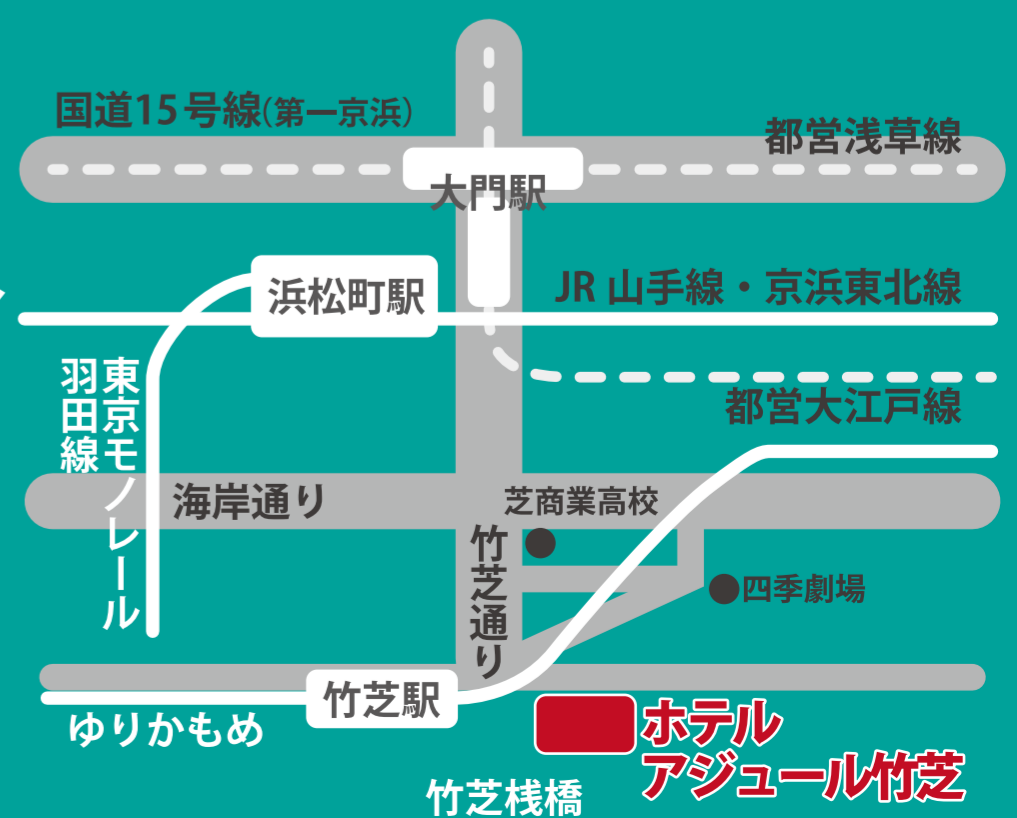 国道15号線(第一京浜)
都営浅草線
大門駅
浜松町駅
JR 山手線・京浜東北線
東京モノレール
羽田線
都営大江戸線
海岸通り
芝商業高校
竹芝通り
四季劇場
竹芝駅
ゆりかもめ
ホテル
アジュール竹芝
竹芝桟橋